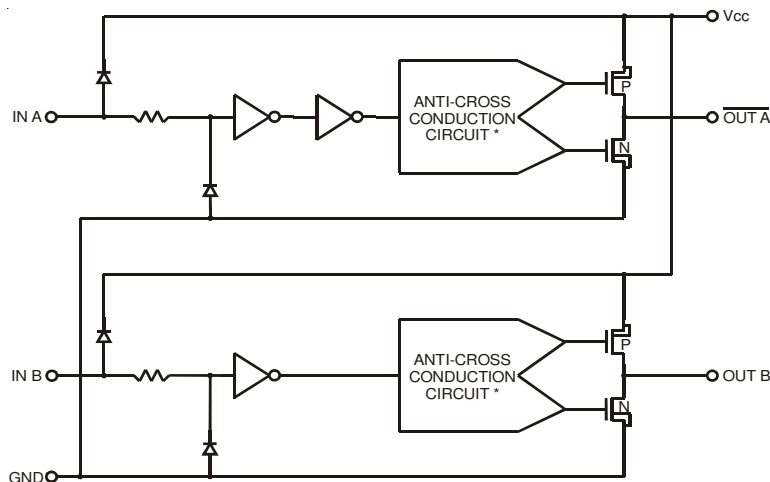 Vcc
P
ANTI-CROSS
CONDUCTION
CIRCUIT *
IN A
OUT A
N
P
ANTI-CROSS
CONDUCTION
CIRCUIT *
IN B
OUT B
N
GND